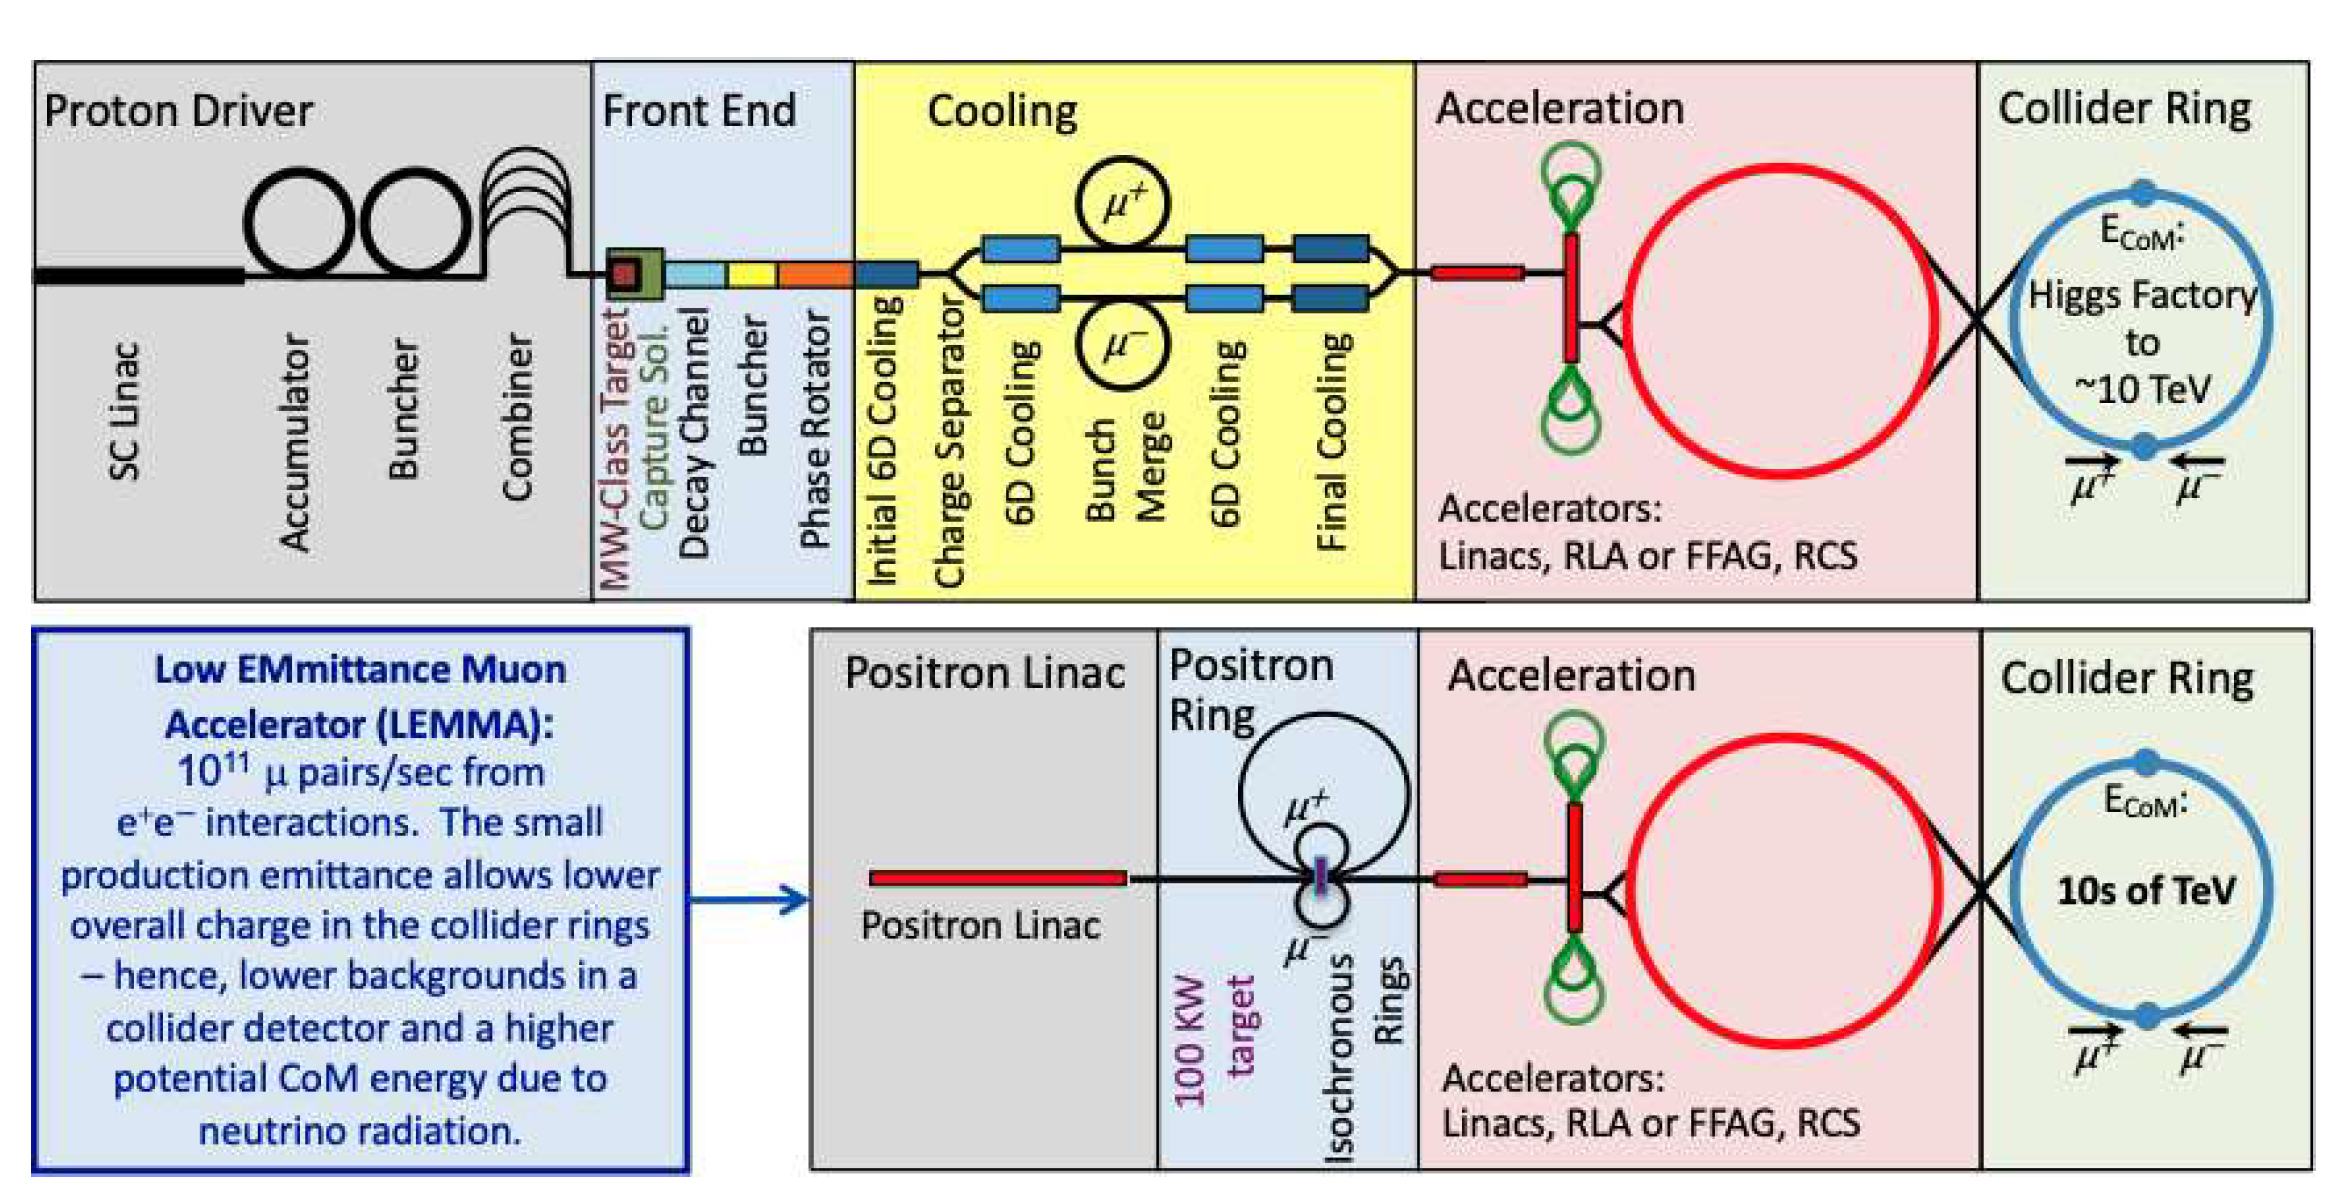 Proton Driver
Front End
Cooling
Acceleration
Collider Ring
SC Linac
Accumulator
Buncher
Combiner
MW-Class Target
Capture Sol.
Decay Channel
Buncher
Phase Rotator
Initial 6D Cooling
Charge Separator
6D Cooling
μ+
μ−
Bunch
Merge
6D Cooling
Final Cooling
Accelerators:
Linacs, RLA or FFAG, RCS
ECoM:
Higgs Factory
to
~10 TeV
μ+
μ−
Low EMmittance Muon
Accelerator (LEMMA):
10¹¹ μ pairs/sec from
e⁺e⁻ interactions. The small
production emittance allows lower
overall charge in the collider rings
– hence, lower backgrounds in a
collider detector and a higher
potential CoM energy due to
neutrino radiation.
Positron Linac
Positron
Ring
Acceleration
Collider Ring
Positron Linac
μ+
μ−
100 KW
target
Isochronous
Rings
Accelerators:
Linacs, RLA or FFAG, RCS
ECoM:
10s of TeV
μ+
μ−